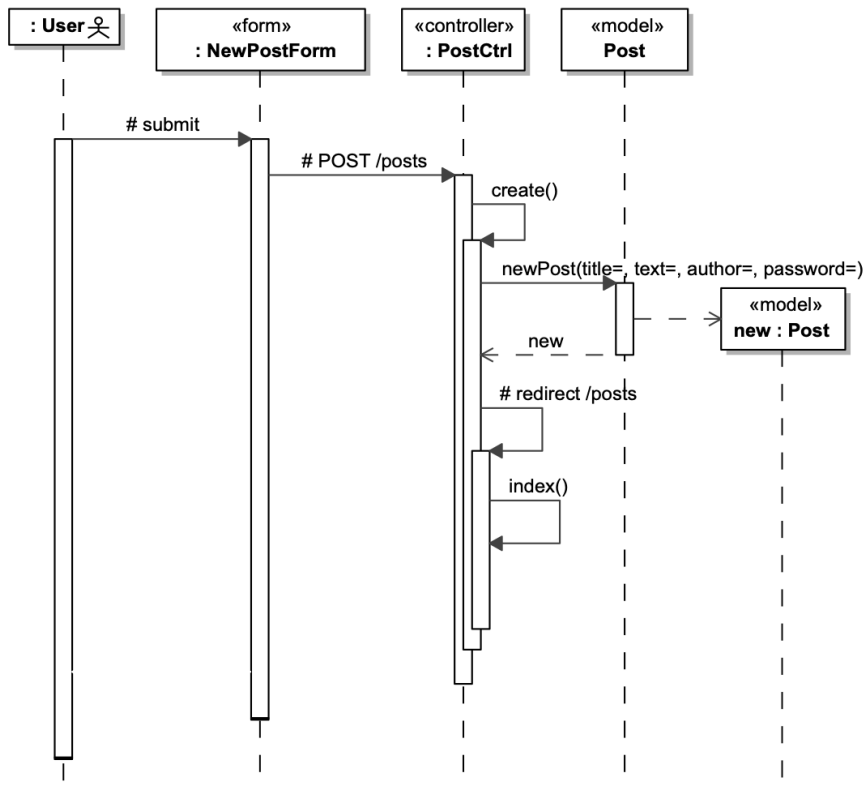 : User
«form»
: NewPostForm
«controller»
: PostCtrl
«model»
Post
# submit
# POST /posts
create()
newPost(title=, text=, author=, password=)
«model»
new : Post
new
# redirect /posts
index()